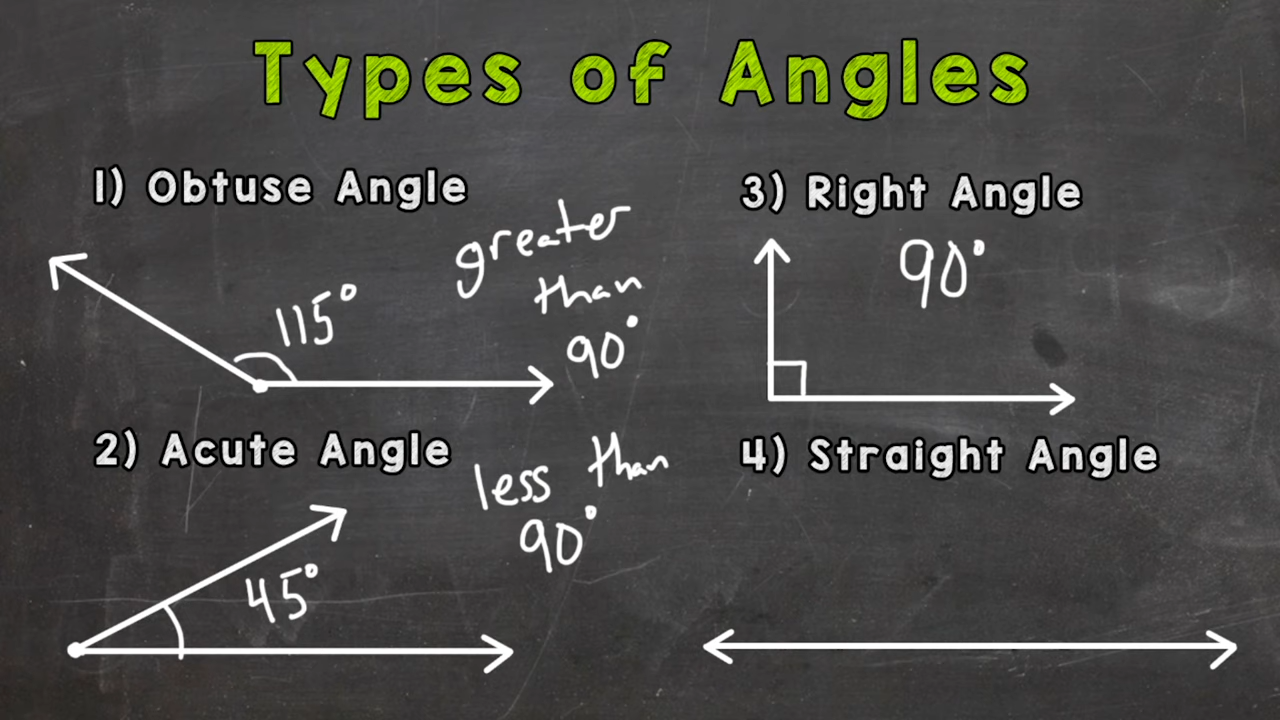 Types of Angles
1) Obtuse Angle
greater
than
90°
115°
2) Acute Angle
less than
90°
45°
3) Right Angle
90°
4) Straight Angle